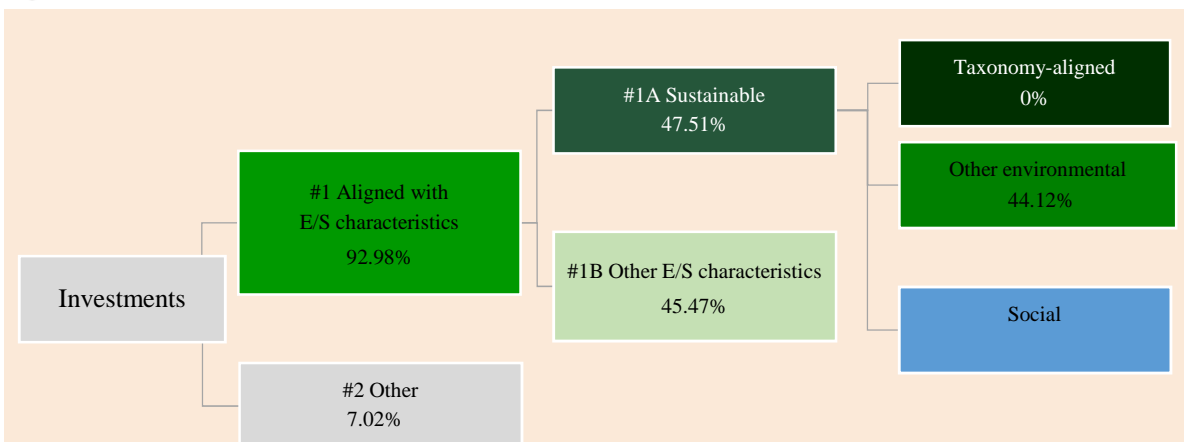 Investments
#1 Aligned with
E/S characteristics
92.98%
#2 Other
7.02%
#1A Sustainable
47.51%
#1B Other E/S characteristics
45.47%
Taxonomy-aligned
0%
Other environmental
44.12%
Social